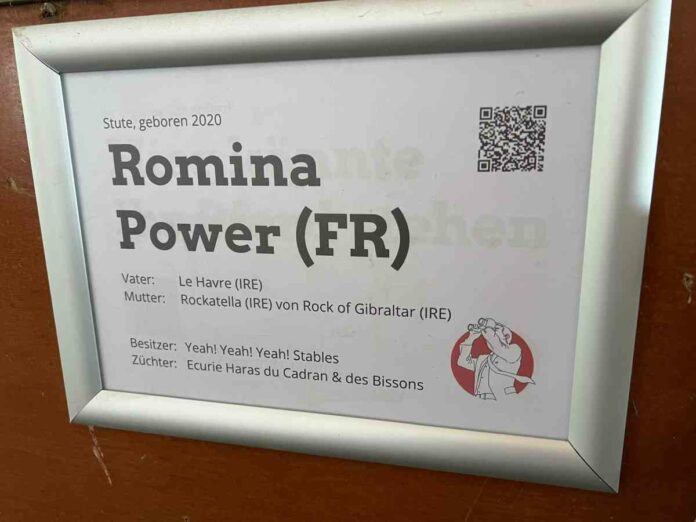 Stute, geboren 2020
Romina
Power (FR)
Vater: Le Havre (IRE)
Mutter: Rockatella (IRE) von Rock of Gibraltar (IRE)
Besitzer: Yeah! Yeah! Yeah! Stables
Züchter: Ecurie Haras du Cadran & des Bissons